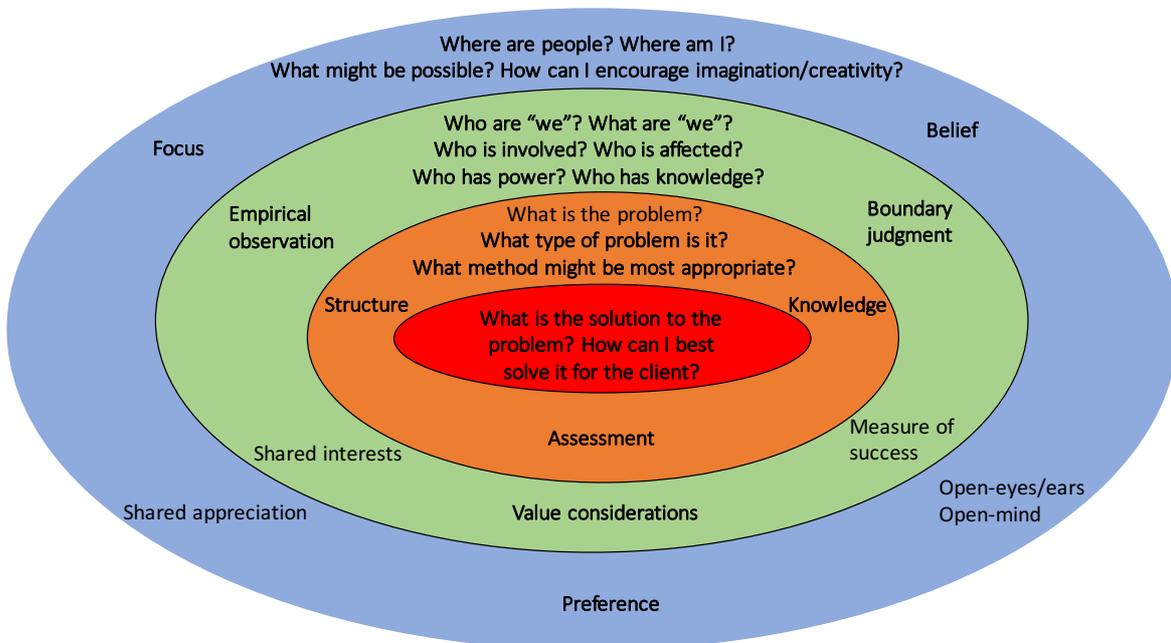 Where are people? Where am I?
What might be possible? How can I encourage imagination/creativity?
Focus
Belief
Who are “we”? What are “we”?
Who is involved? Who is affected?
Who has power? Who has knowledge?
Empirical
observation
Boundary
judgment
What is the problem?
What type of problem is it?
What method might be most appropriate?
Structure
Knowledge
What is the solution to the
problem? How can I best
solve it for the client?
Assessment
Shared interests
Measure of
success
Value considerations
Shared appreciation
Open-eyes/ears
Open-mind
Preference